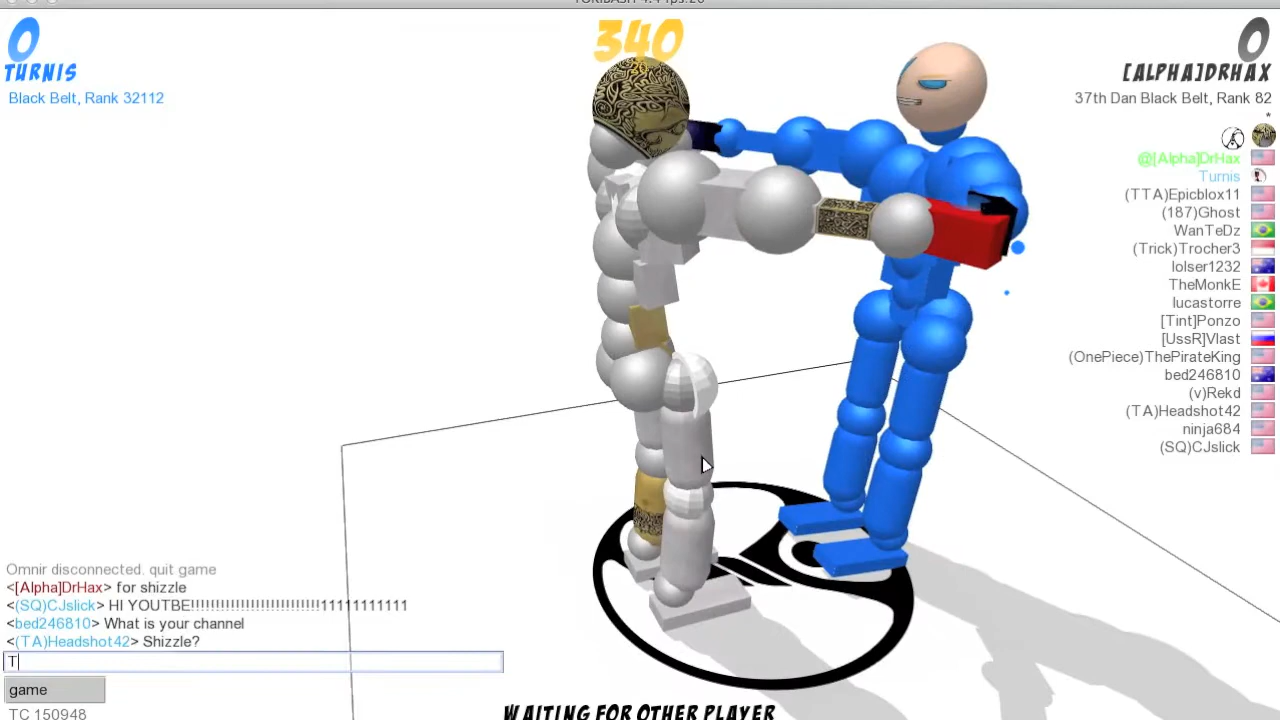 0
TURNIS
Black Belt, Rank 32112
340
0
[ALPHA]DRHAX
37th Dan Black Belt, Rank 82
*
@[Alpha]DrHax
Turnis
(TTA)Epicblox11
(187)Ghost
WanTeDz
(Trick)Trocher3
lolser1232
TheMonkE
lucastorre
[Tint]Ponzo
[UssR]Vlast
(OnePiece)ThePirateKing
bed246810
(v)Rekd
(TA)Headshot42
ninja684
(SQ)CJslick
Omnir disconnected. quit game
<[Alpha]DrHax> for shizzle
<(SQ)CJslick> HI YOUTBE!!!!!!!!!!!!!!!!!!!!!!!!!!!11111111111
<bed246810> What is your channel
<(TA)Headshot42> Shizzle?
T
game
TC 150948
WAITING FOR OTHER PLAYER